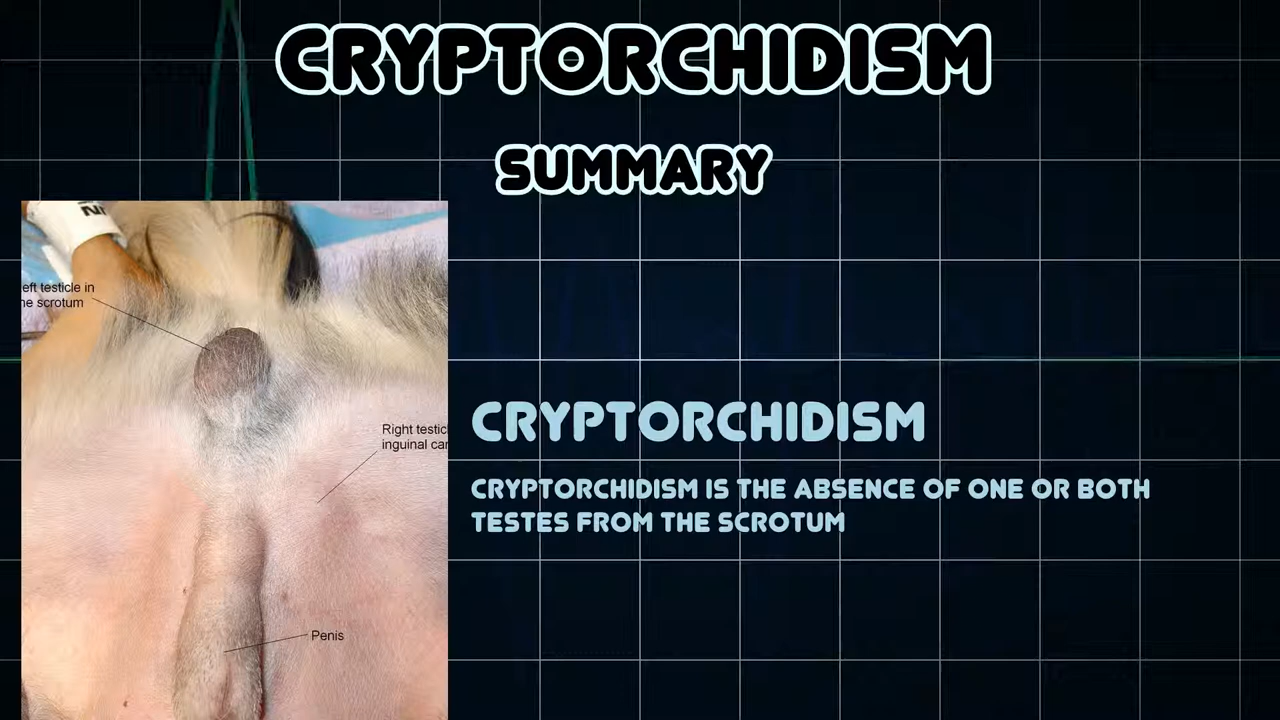 CRYPTORCHIDISM
SUMMARY
eft testicle in
he scrotum
Right testic
inguinal ca
Penis
CRYPTORCHIDISM
CRYPTORCHIDISM IS THE ABSENCE OF ONE OR BOTH
TESTES FROM THE SCROTUM